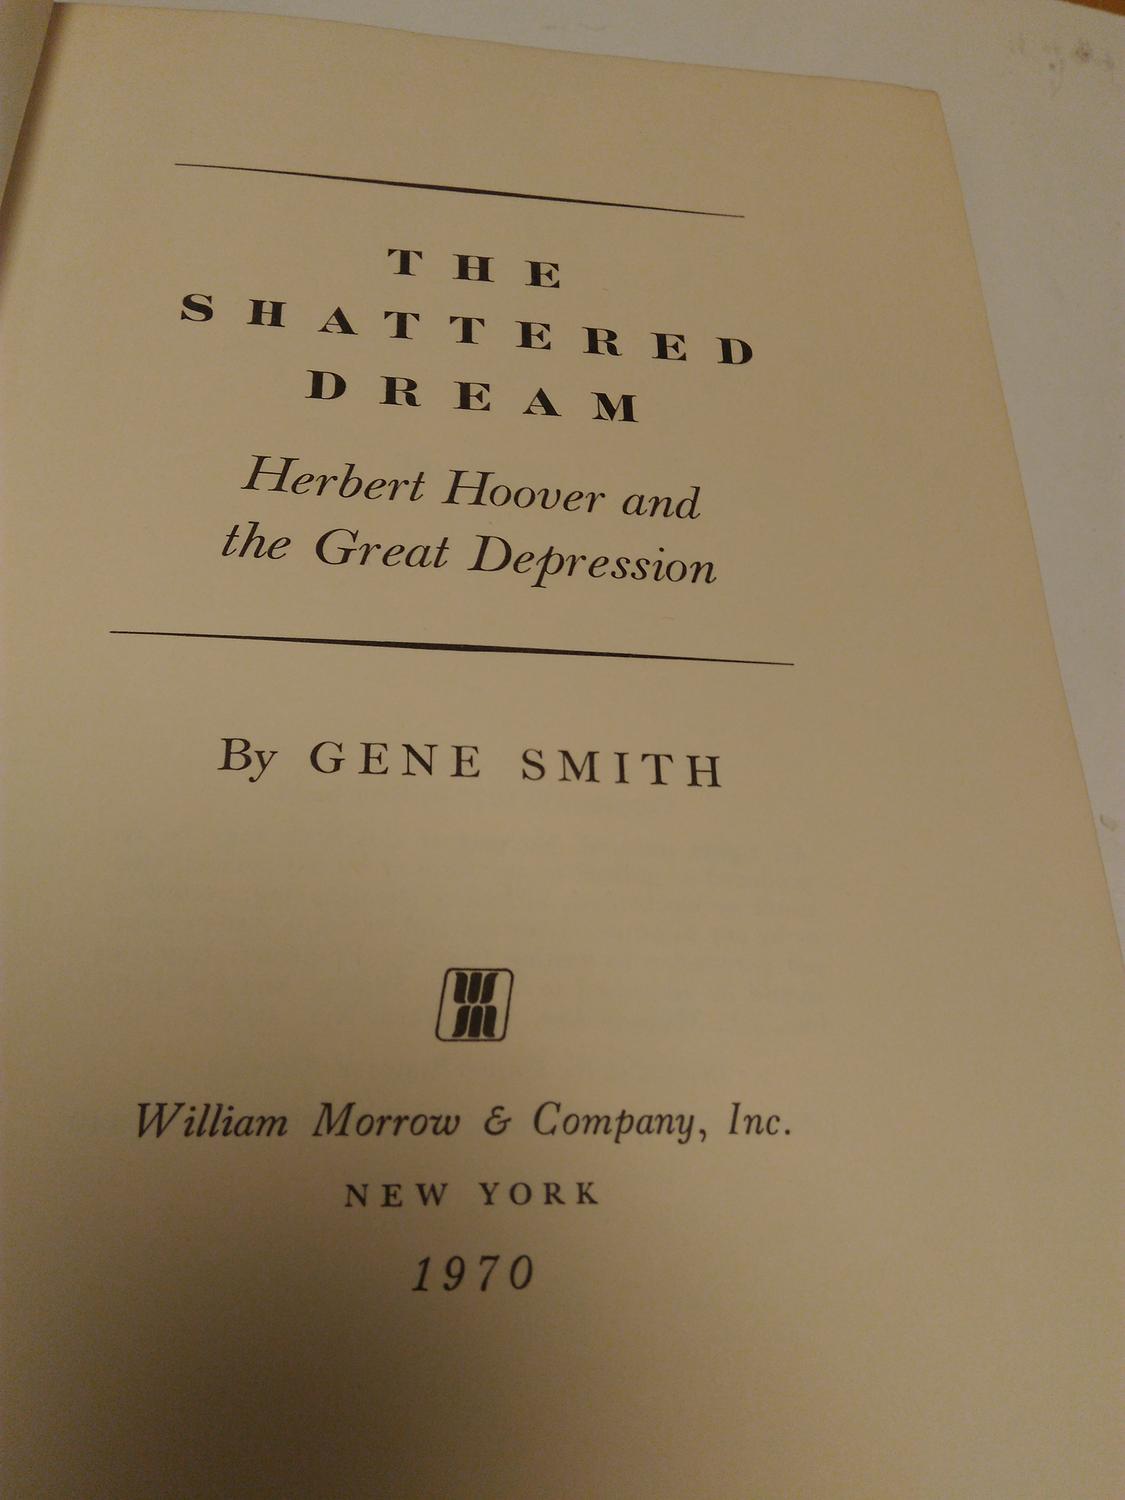 THE
SHATTERED
DREAM
Herbert Hoover and
the Great Depression
By GENE SMITH
WM
William Morrow & Company, Inc.
NEW YORK
1970